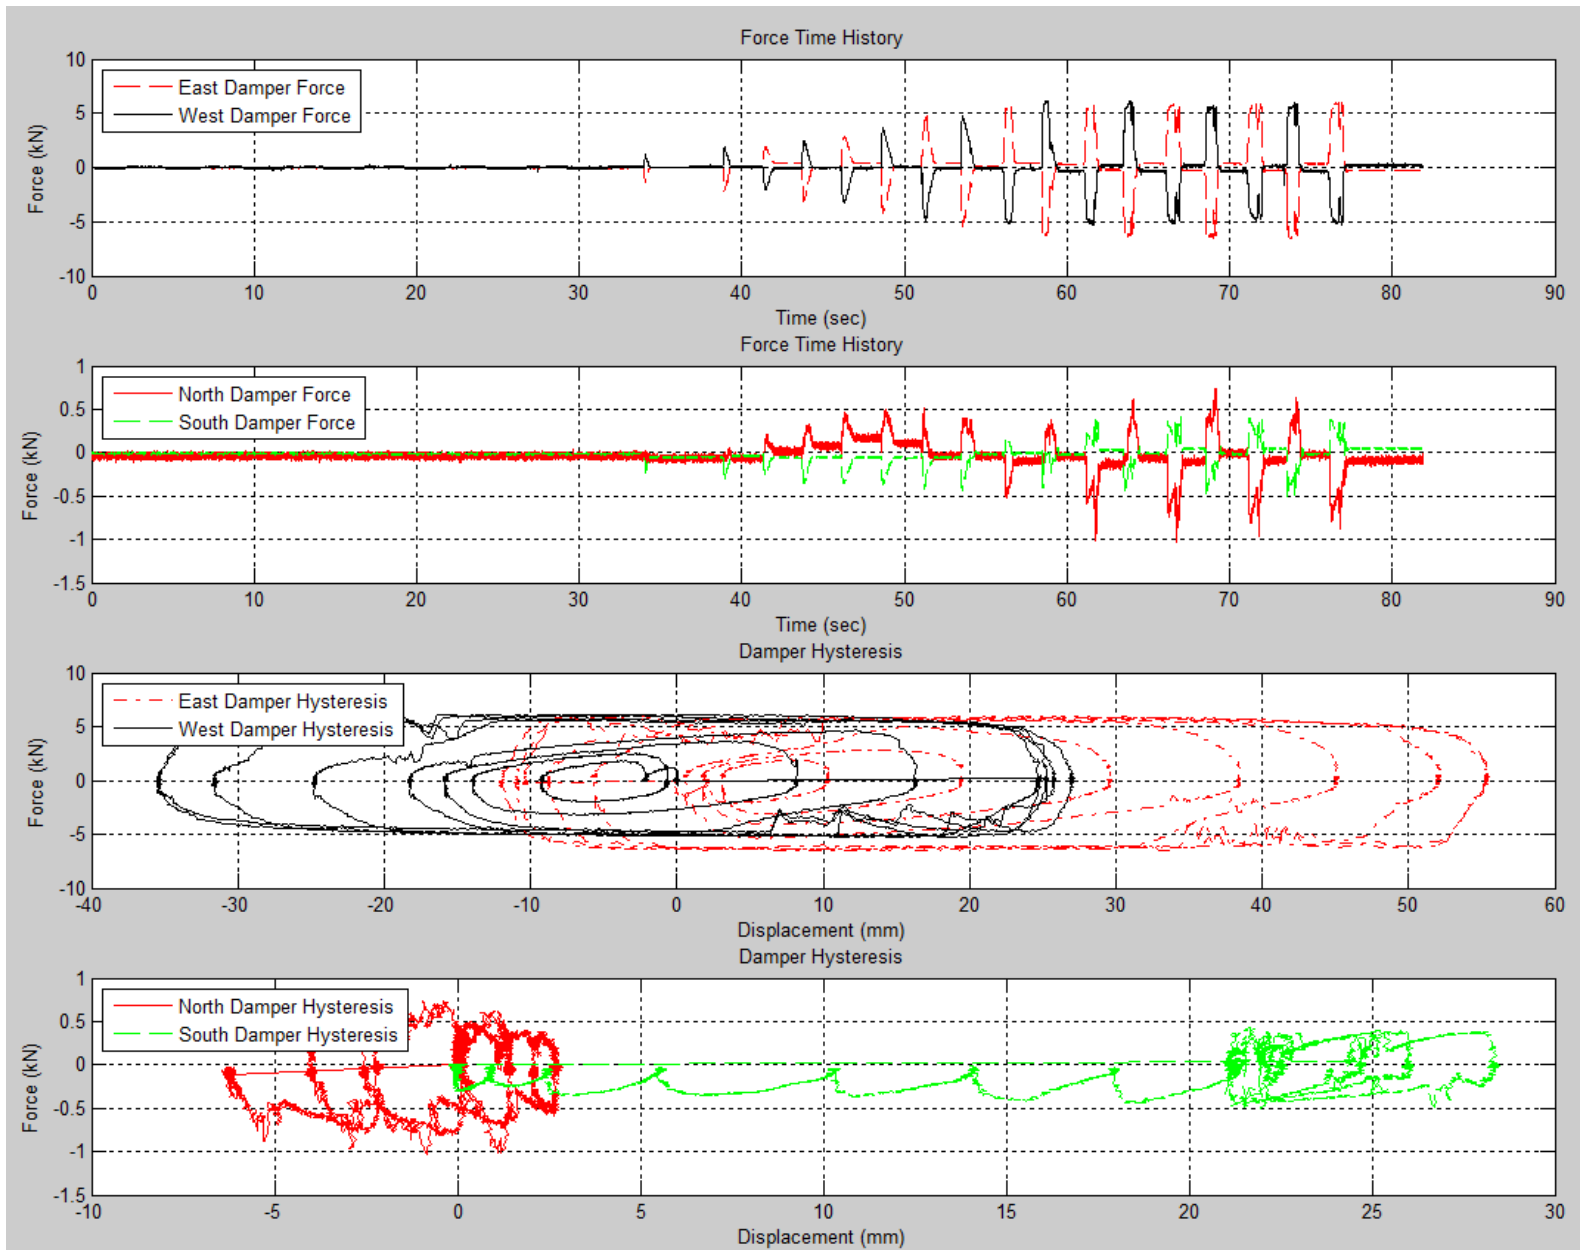 Force Time History
10
5
0
-5
-10
Force (kN)
East Damper Force
West Damper Force
0 10 20 30 40 50 60 70 80 90
Time (sec)
Force Time History
1
0.5
0
-0.5
-1
-1.5
Force (kN)
North Damper Force
South Damper Force
0 10 20 30 40 50 60 70 80 90
Time (sec)
Damper Hysteresis
10
5
0
-5
-10
Force (kN)
East Damper Hysteresis
West Damper Hysteresis
-40 -30 -20 -10 0 10 20 30 40 50 60
Displacement (mm)
Damper Hysteresis
1
0.5
0
-0.5
-1
-1.5
Force (kN)
North Damper Hysteresis
South Damper Hysteresis
-10 -5 0 5 10 15 20 25 30
Displacement (mm)